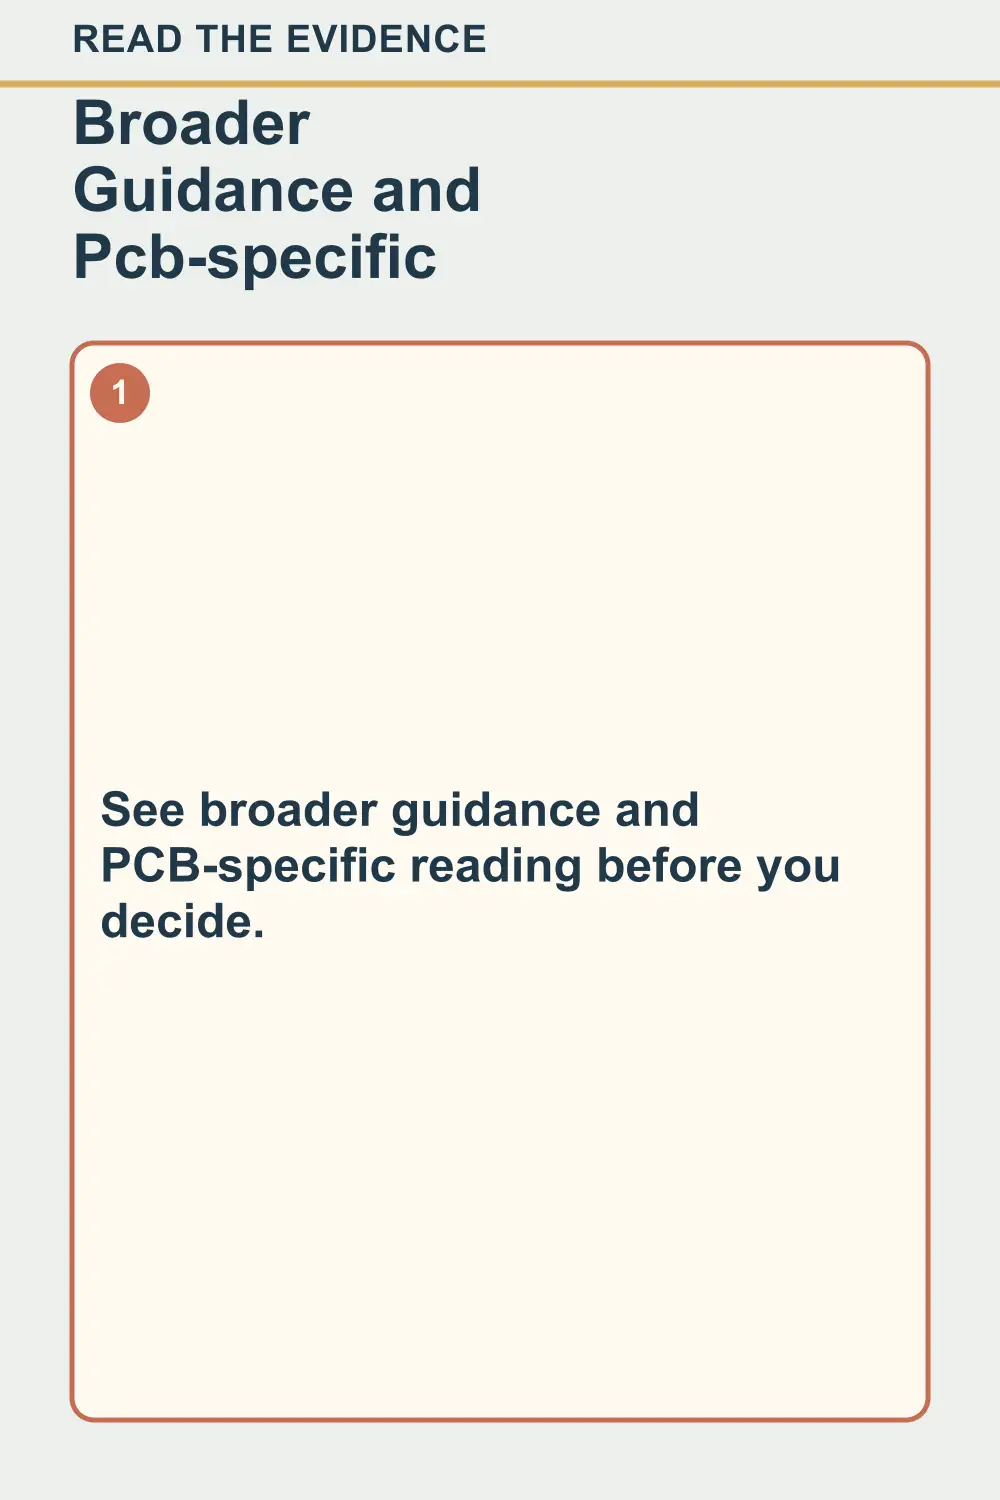 READ THE EVIDENCE
Broader
Guidance and
Pcb-specific
1
See broader guidance and
PCB-specific reading before you
decide.